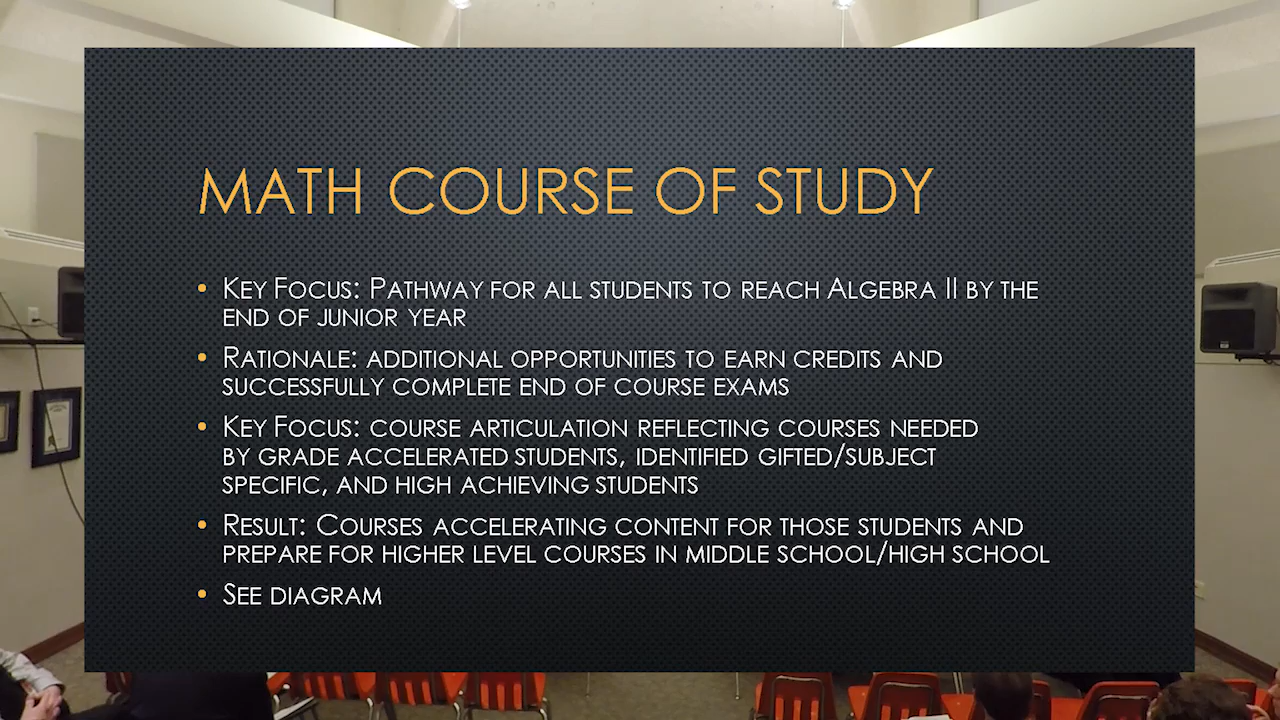 MATH COURSE OF STUDY
• KEY FOCUS: PATHWAY FOR ALL STUDENTS TO REACH ALGEBRA II BY THE
END OF JUNIOR YEAR
• RATIONALE: ADDITIONAL OPPORTUNITIES TO EARN CREDITS AND
SUCCESSFULLY COMPLETE END OF COURSE EXAMS
• KEY FOCUS: COURSE ARTICULATION REFLECTING COURSES NEEDED
BY GRADE ACCELERATED STUDENTS, IDENTIFIED GIFTED/SUBJECT
SPECIFIC, AND HIGH ACHIEVING STUDENTS
• RESULT: COURSES ACCELERATING CONTENT FOR THOSE STUDENTS AND
PREPARE FOR HIGHER LEVEL COURSES IN MIDDLE SCHOOL/HIGH SCHOOL
• SEE DIAGRAM